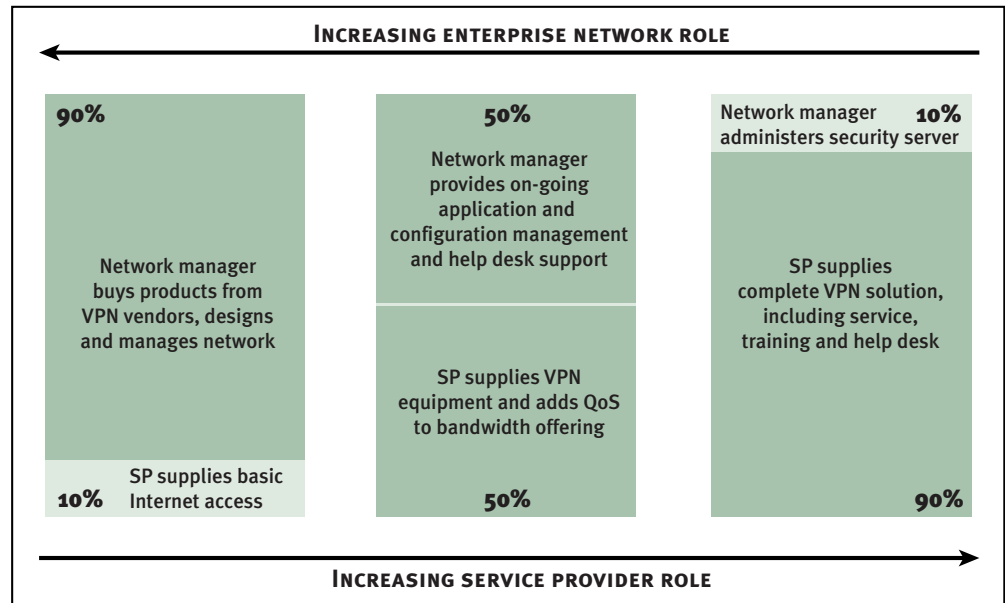 INCREASING ENTERPRISE NETWORK ROLE
90%
Network manager
buys products from
VPN vendors, designs
and manages network
SP supplies basic
10% Internet access
50%
Network manager
provides on-going
application and
configuration management
and help desk support
SP supplies VPN
equipment and adds QoS
to bandwidth offering
50%
Network manager 10%
administers security server
SP supplies
complete VPN solution,
including service,
training and help desk
90%
INCREASING SERVICE PROVIDER ROLE